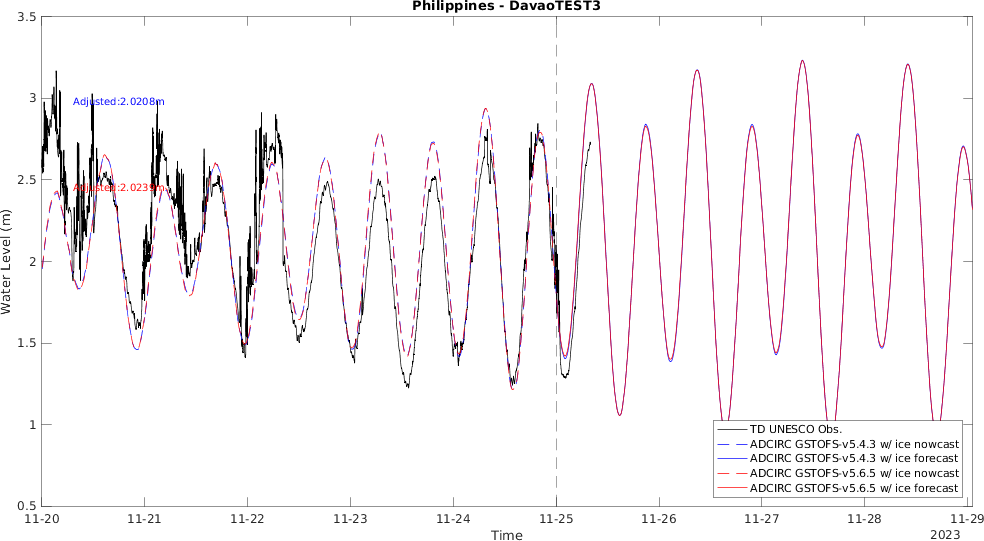 Philippines - DavaoTEST3
3.5
3
2.5
2
1.5
1
0.5
Water Level (m)
Adjusted:2.0208m
Adjusted:2.0239m
TD UNESCO Obs.
ADCIRC GSTOFS-v5.4.3 w/ ice nowcast
ADCIRC GSTOFS-v5.4.3 w/ ice forecast
ADCIRC GSTOFS-v5.6.5 w/ ice nowcast
ADCIRC GSTOFS-v5.6.5 w/ ice forecast
11-20 11-21 11-22 11-23 11-24 11-25 11-26 11-27 11-28 11-29
Time
2023